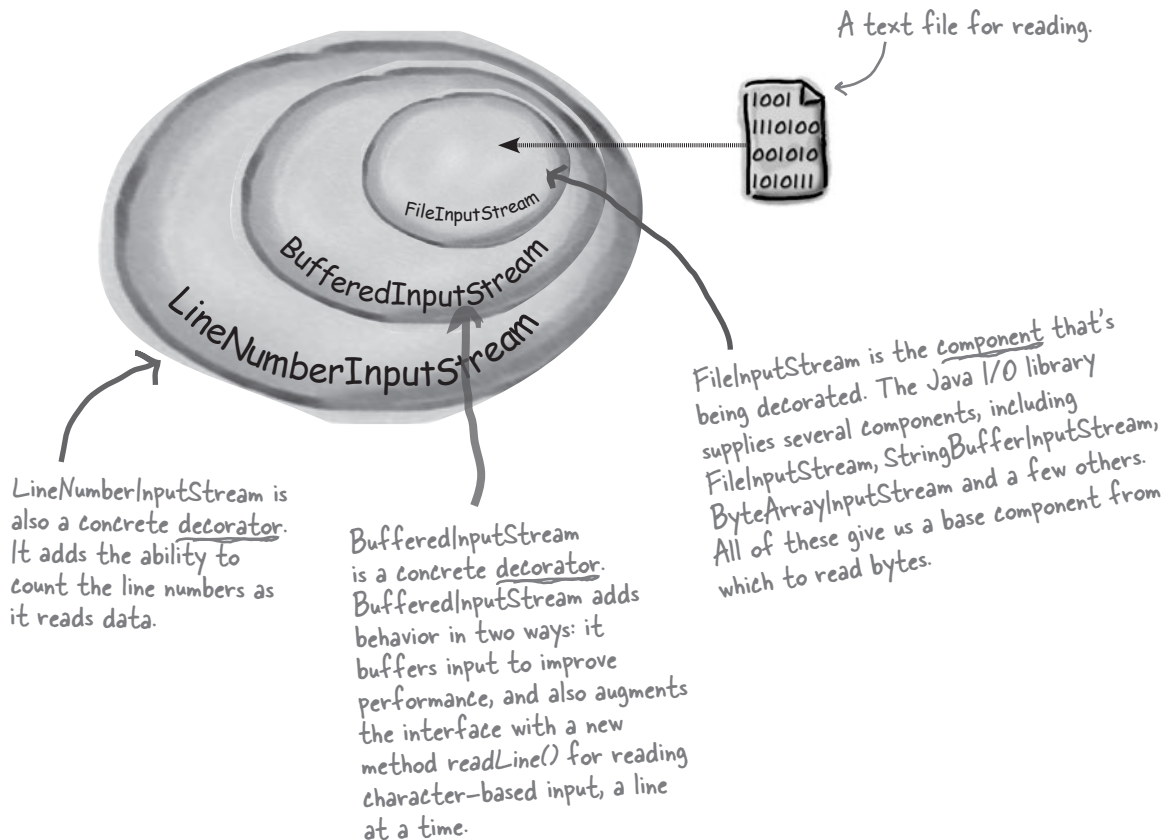 A text file for reading.
1001
1110100
001010
1010111
FileInputStream
BufferedInputStream
LineNumberInputStream
FileInputStream is the component that's
being decorated. The Java I/O library
supplies several components, including
FileInputStream, StringBufferInputStream,
ByteArrayInputStream and a few others.
All of these give us a base component from
which to read bytes.
LineNumberInputStream is
also a concrete decorator.
It adds the ability to
count the line numbers as
it reads data.
BufferedInputStream
is a concrete decorator.
BufferedInputStream adds
behavior in two ways: it
buffers input to improve
performance, and also augments
the interface with a new
method readLine() for reading
character-based input, a line
at a time.